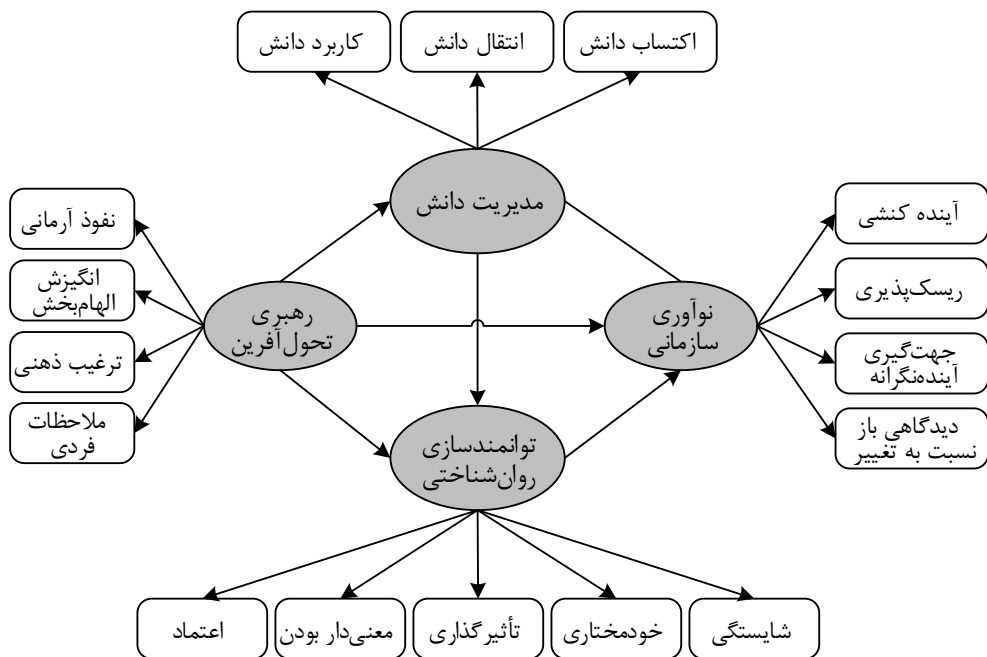 اکتساب دانش
انتقال دانش
کاربرد دانش
مدیریت دانش
آینده کنشی
ریسک‌پذیری
جهت‌گیری
آینده‌نگرانه
دیدگاهی باز
نسبت به تغییر
نوآوری
سازمانی
رهبری
تحول‌آفرین
نفوذ آرمانی
انگیزش
الهام‌بخش
ترغیب ذهنی
ملاحظات
فردی
توانمندسازی
روان‌شناختی
شایستگی
خودمختاری
تأثیرگذاری
معنی‌دار بودن
اعتماد